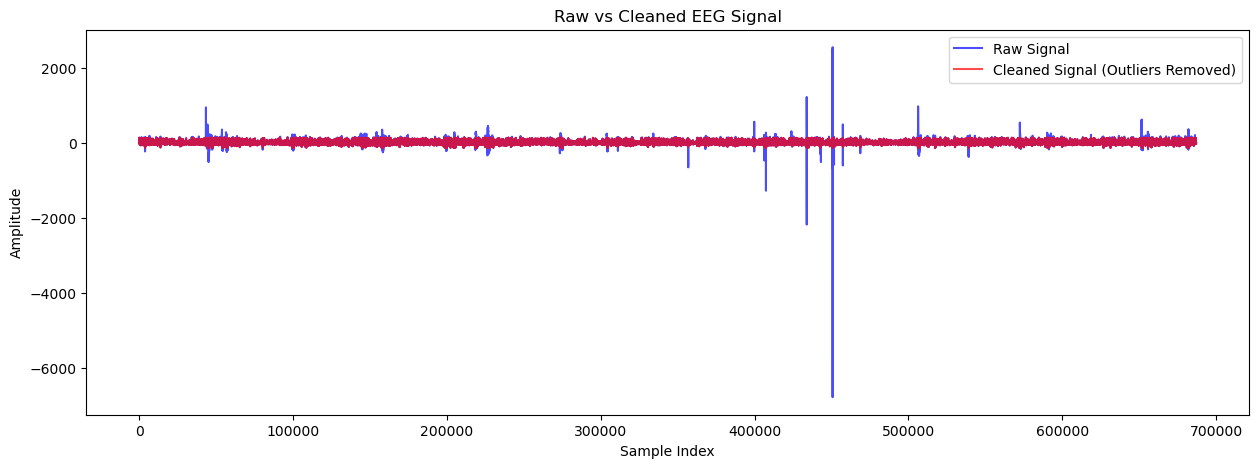 Raw vs Cleaned EEG Signal
Raw Signal
Cleaned Signal (Outliers Removed)
Amplitude
2000
0
−2000
−4000
−6000
0
100000
200000
300000
400000
500000
600000
700000
Sample Index